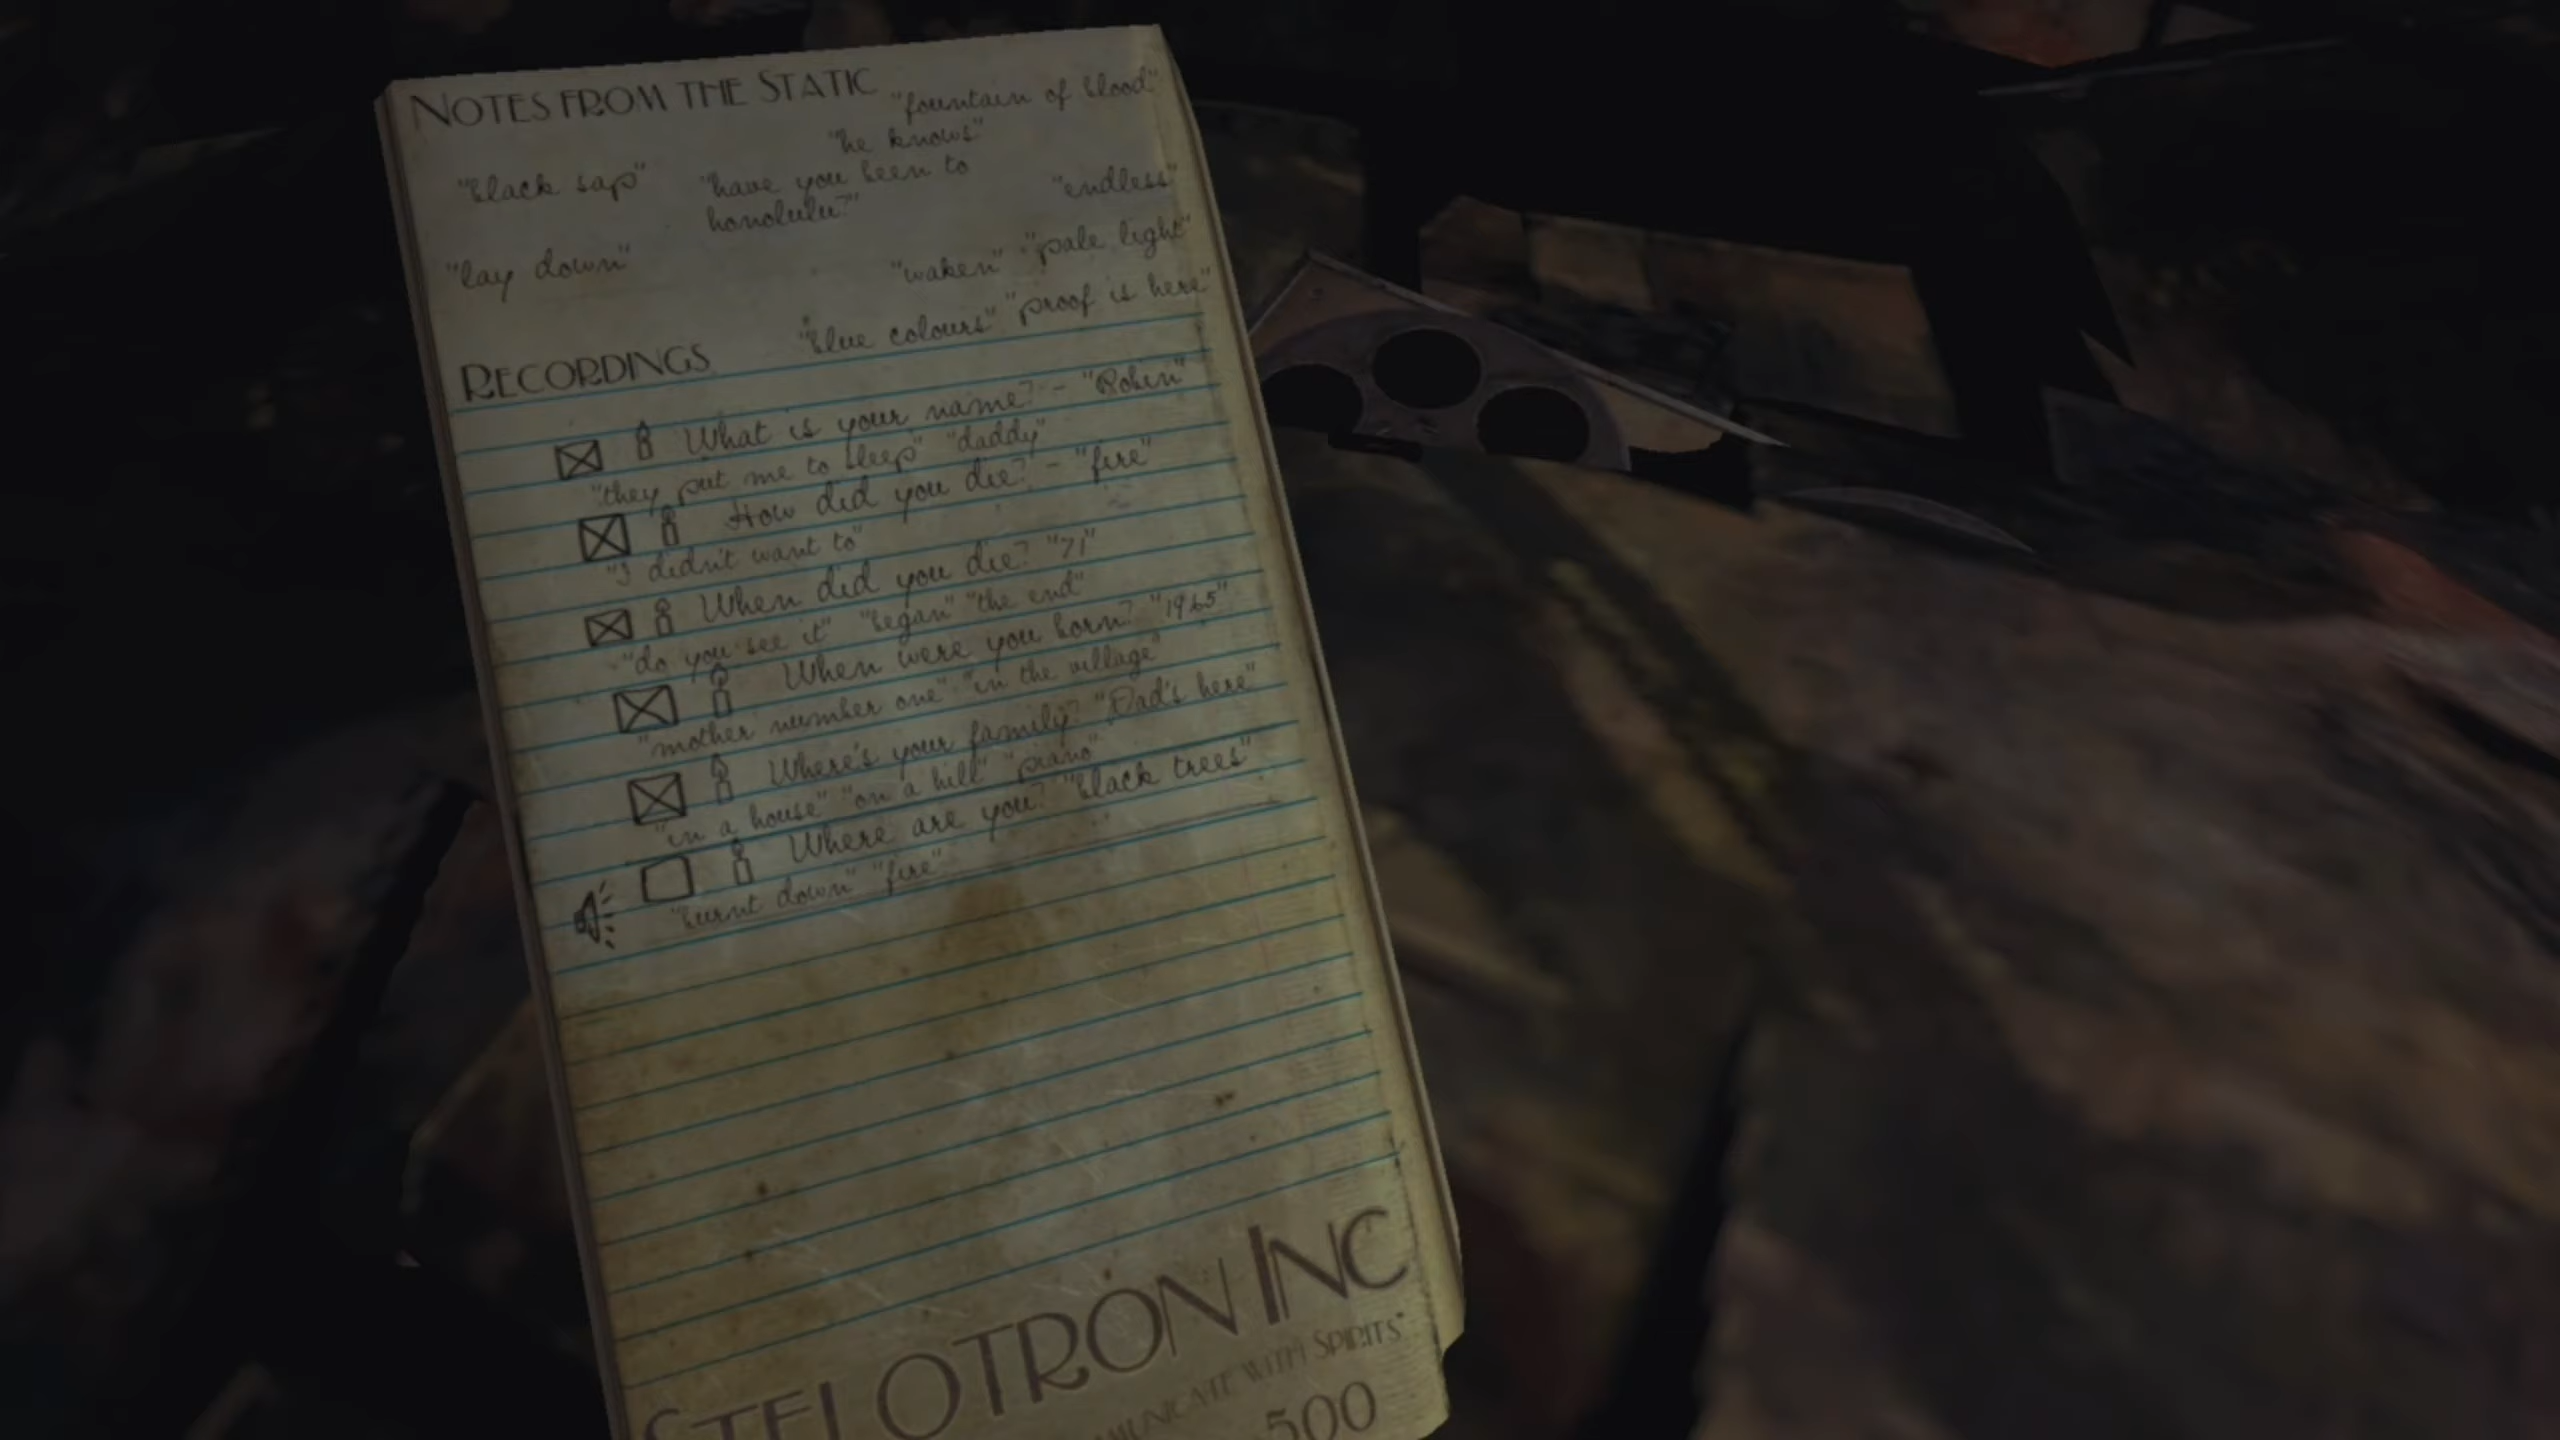 NOTES FROM THE STATIC
"fountain of blood"
"he knows"
"black sap"
"have you been to
honolulu?"
"endless"
"lay down"
"waken"
"pale light"
"blue colours"
"proof is here"
RECORDINGS
What is your name? - "Robin"
"they put me to sleep" "daddy"
How did you die? - "fire"
"I didn't want to"
When did you die? "71"
"do you see it" "began" "the end"
When were you born? "1965"
"mother number one" "in the village"
Where's your family? "Dad's here"
"in a house" "on a hill" "piano"
Where are you? "black trees"
"burnt down" "fire"
STELOTRON INC
WITH SPIRITS"
500